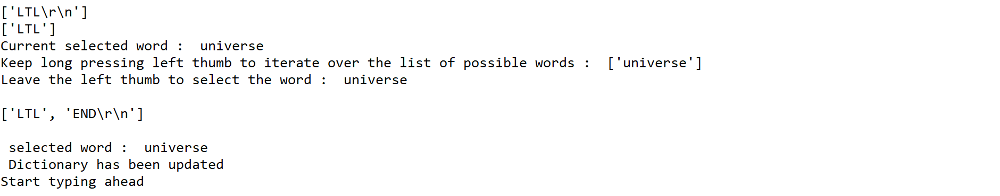 ['LTL\r\n']
['LTL']
Current selected word :  universe
Keep long pressing left thumb to iterate over the list of possible words :  ['universe']
Leave the left thumb to select the word :  universe
['LTL', 'END\r\n']
 selected word :  universe
 Dictionary has been updated
Start typing ahead